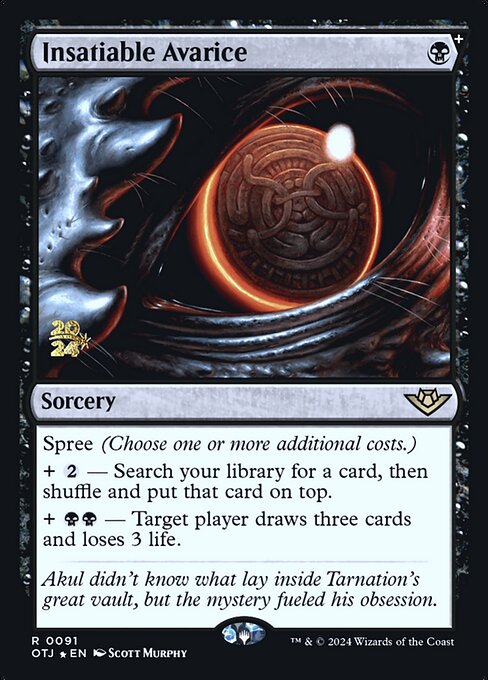 Insatiable Avarice
2024
Sorcery
Spree (Choose one or more additional costs.)
+ 2 — Search your library for a card, then
shuffle and put that card on top.
+ — Target player draws three cards
and loses 3 life.
Akul didn't know what lay inside Tarnation's
great vault, but the mystery fueled his obsession.
R 0091
OTJ ★ EN Scott Murphy
™ & © 2024 Wizards of the Coast